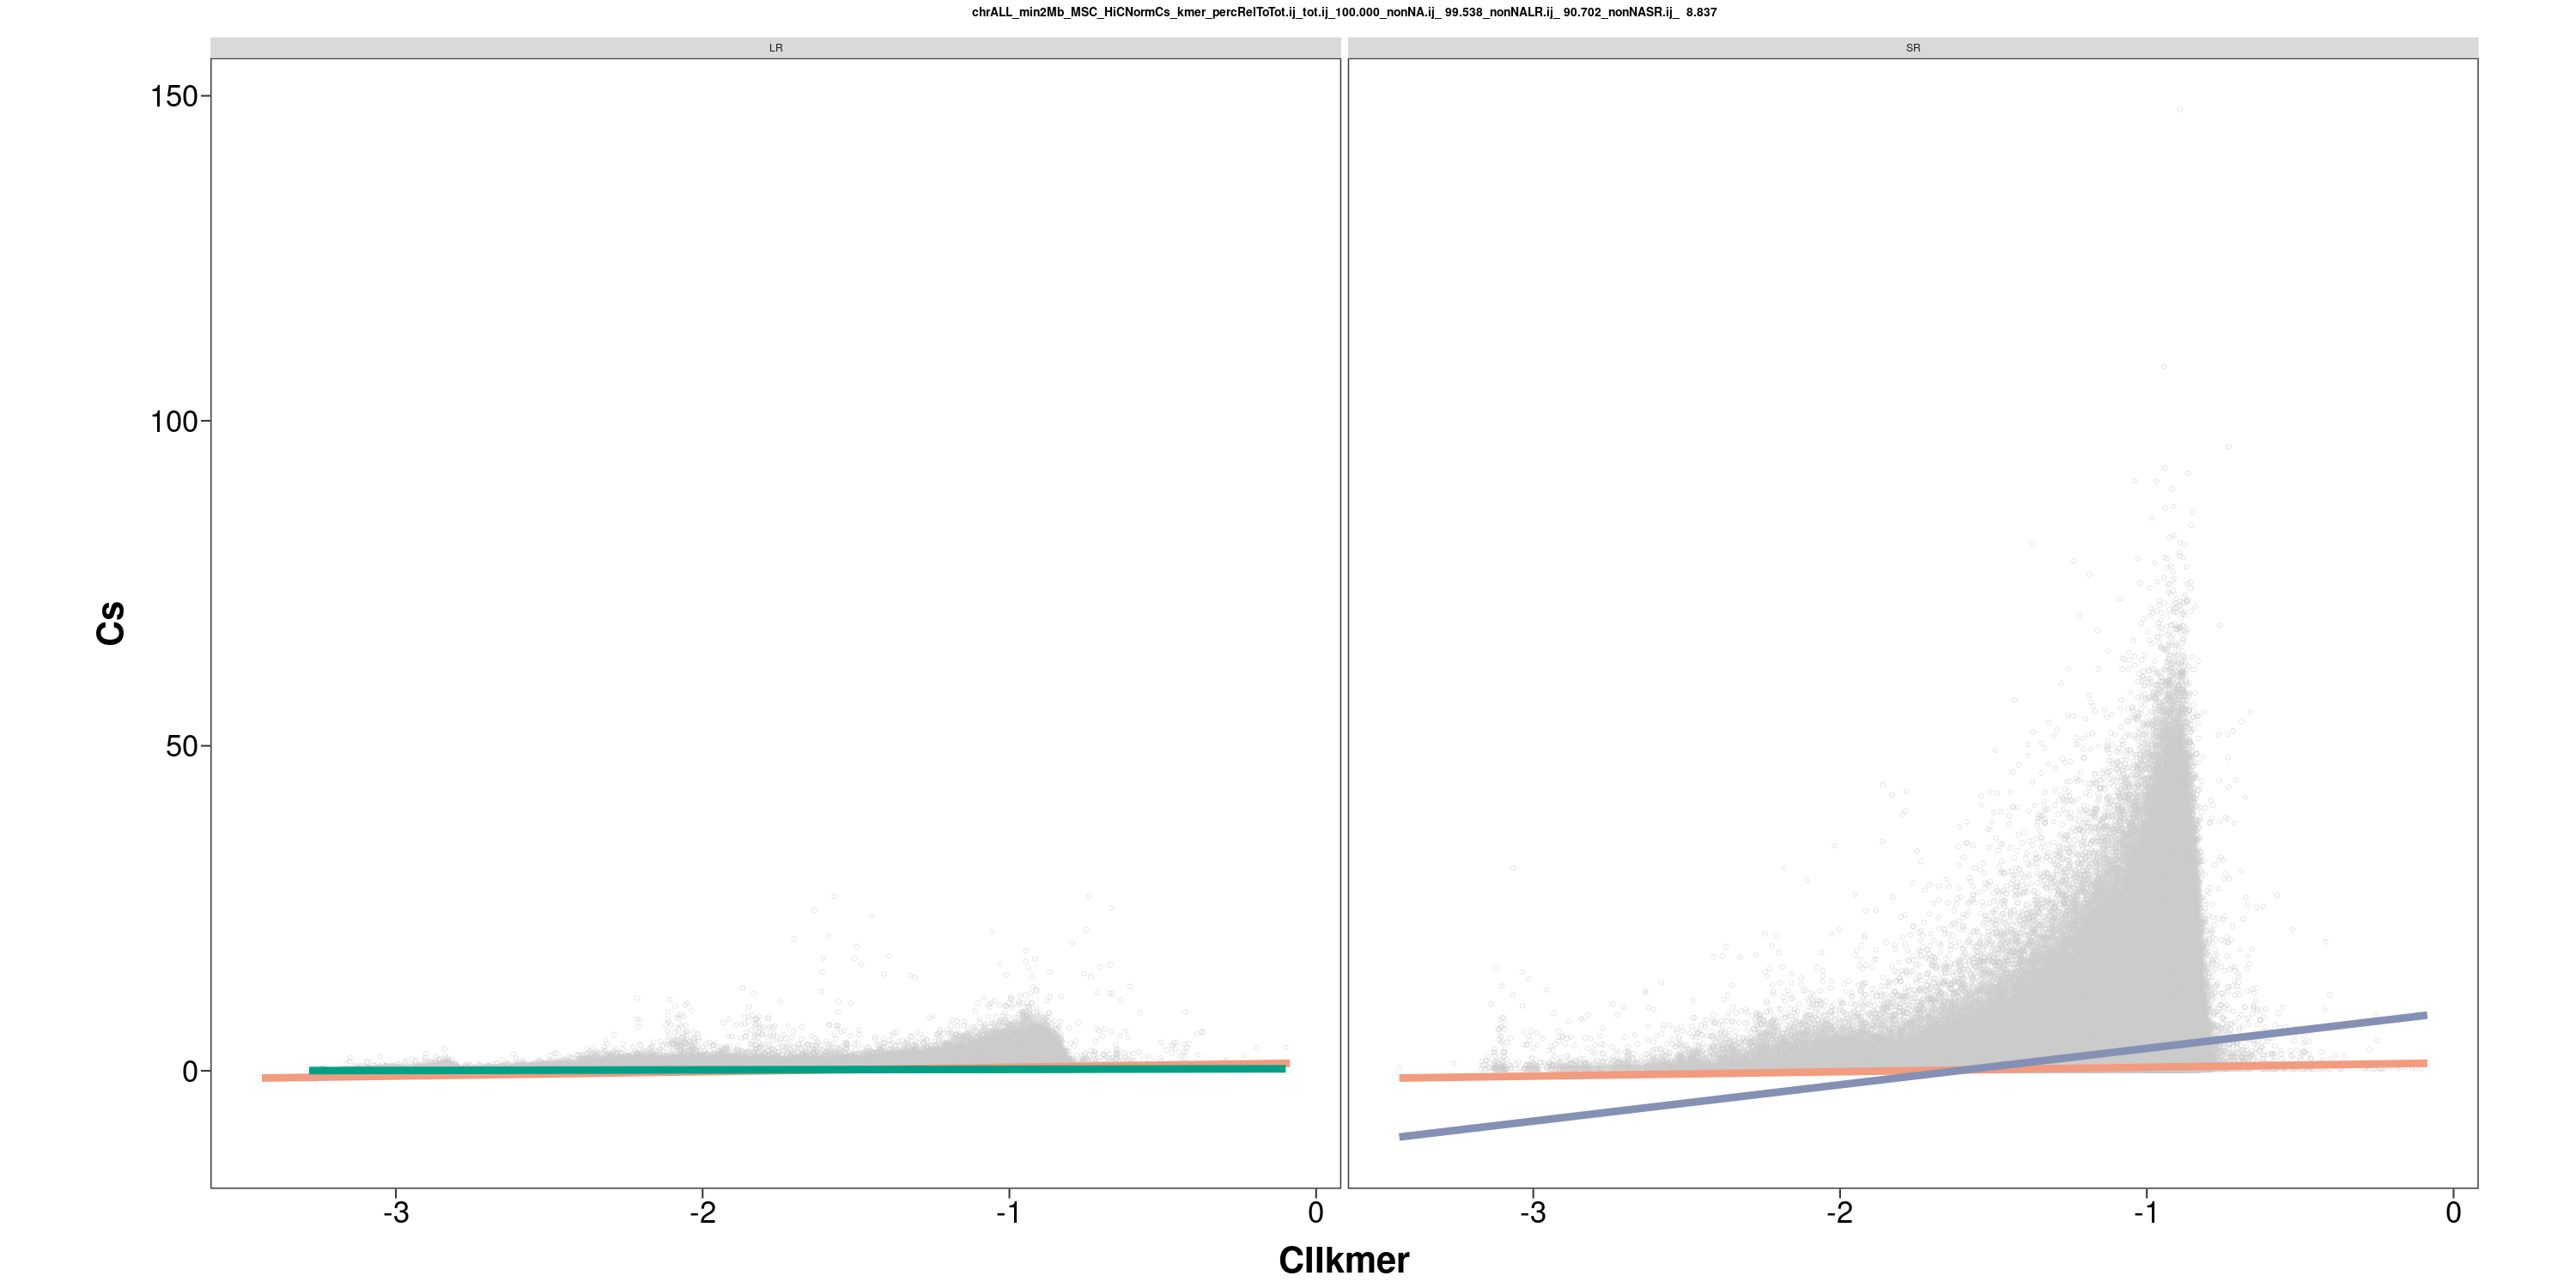 chrALL_min2Mb_MSC_HiCNormCs_kmer_percRelToTot.ij_tot.ij_100.000_nonNA.ij_ 99.538_nonNALR.ij_ 90.702_nonNASR.ij_  8.837
LR
SR
150
100
50
0
Cs
-3
-2
-1
0
-3
-2
-1
0
CIIkmer